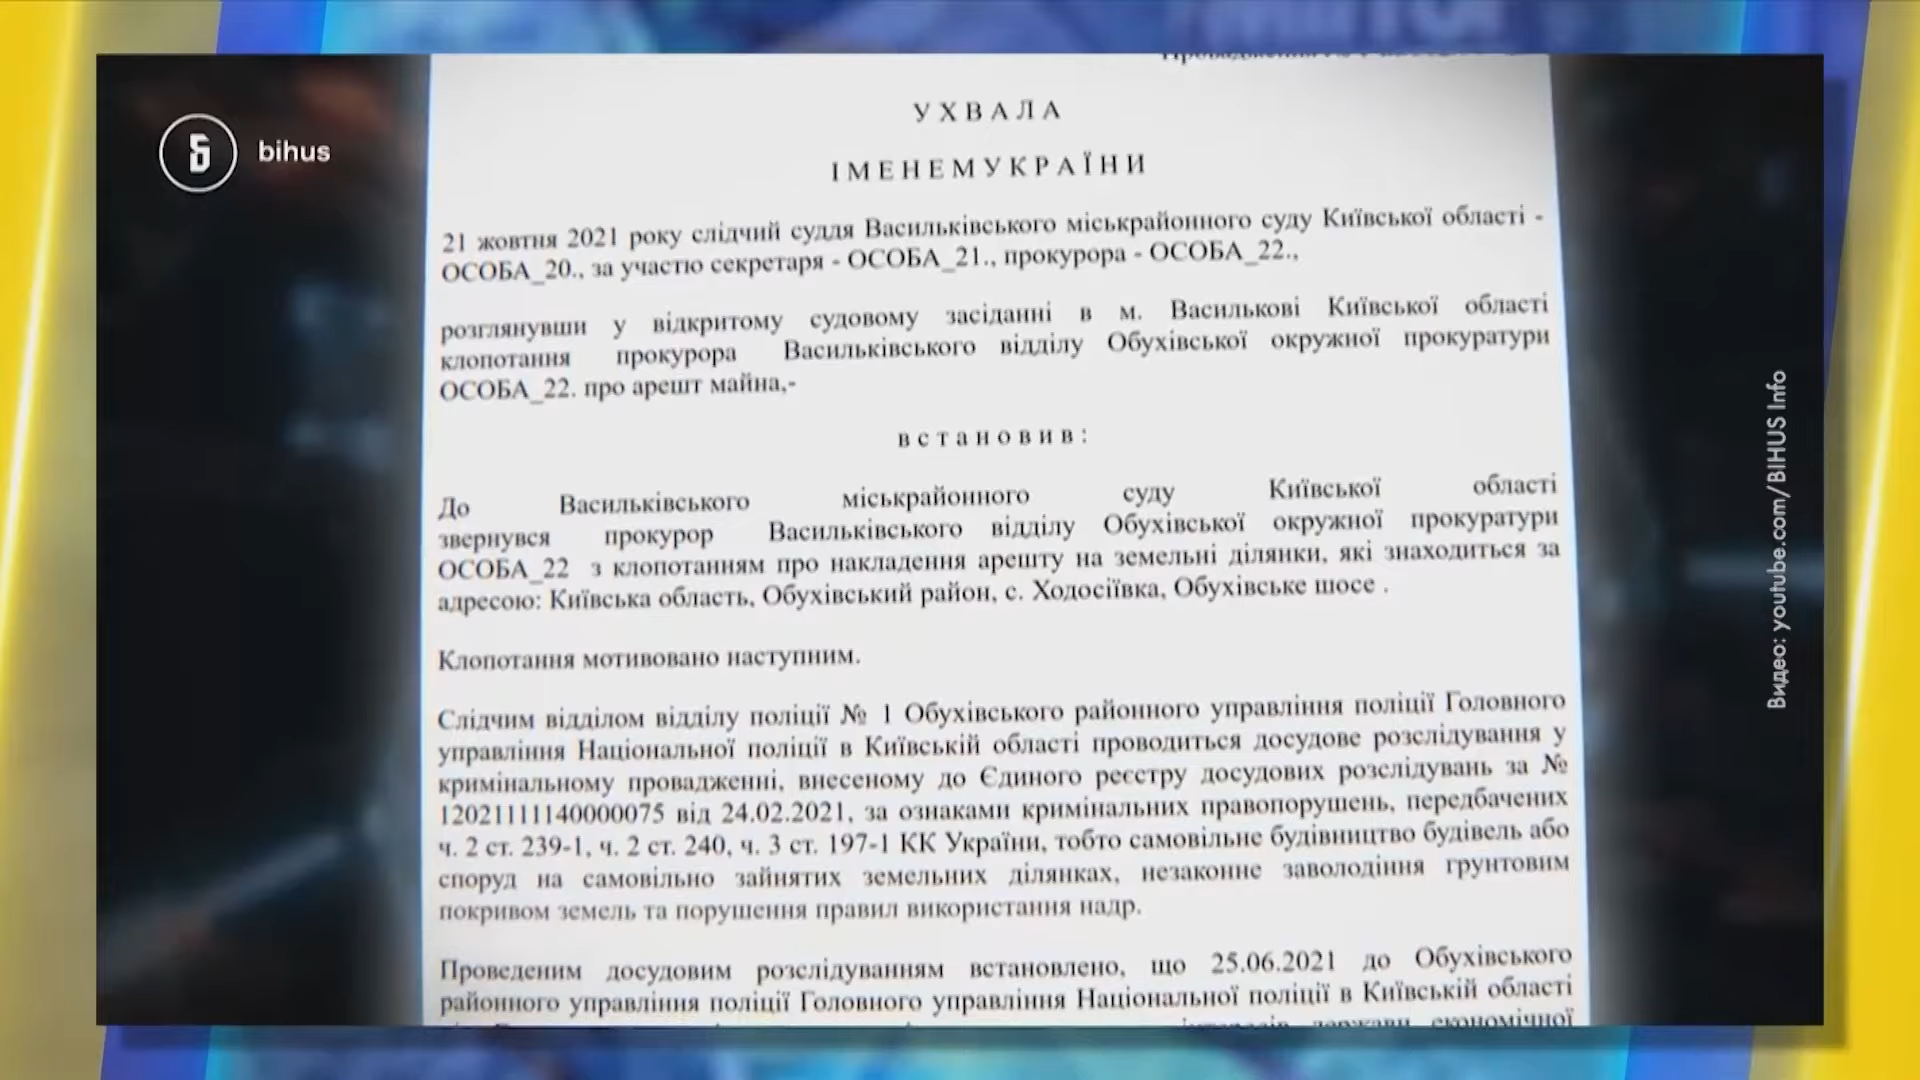 bihus
УХВАЛА
ІМЕНЕМУКРАЇНИ
21 жовтня 2021 року слідчий суддя Васильківського міськрайонного суду Київської області -
ОСОБА_20., за участю секретаря - ОСОБА_21., прокурора - ОСОБА_22.,
розглянувши у відкритому судовому засіданні в м. Василькові Київської області
клопотання прокурора Васильківського відділу Обухівської окружної прокуратури
ОСОБА_22. про арешт майна,-
встановив:
До Васильківського міськрайонного суду Київської області
звернувся прокурор Васильківського відділу Обухівської окружної прокуратури
ОСОБА_22 з клопотанням про накладення арешту на земельні ділянки, які знаходиться за
адресою: Київська область, Обухівський район, с. Ходосіївка, Обухівське шосе .
Клопотання мотивовано наступним.
Слідчим відділом відділу поліції № 1 Обухівського районного управління поліції Головного
управління Національної поліції в Київській області проводиться досудове розслідування у
кримінальному провадженні, внесеному до Єдиного реєстру досудових розслідувань за №
12021111140000075 від 24.02.2021, за ознаками кримінальних правопорушень, передбачених
ч. 2 ст. 239-1, ч. 2 ст. 240, ч. 3 ст. 197-1 КК України, тобто самовільне будівництво будівель або
споруд на самовільно зайнятих земельних ділянках, незаконне заволодіння грунтовим
покривом земель та порушення правил використання надр.
Проведеним досудовим розслідуванням встановлено, що 25.06.2021 до Обухівського
районного управління поліції Головного управління Національної поліції в Київській області
держави економічної
Видео: youtube.com/BIHUS Info